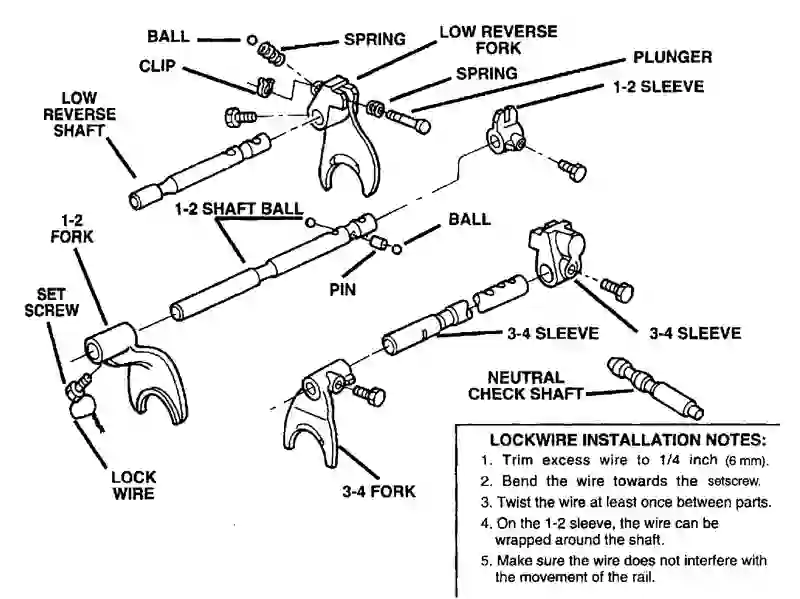 BALL
SPRING
LOW REVERSE
FORK
CLIP
SPRING
PLUNGER
1-2 SLEEVE
LOW
REVERSE
SHAFT
1-2 SHAFT BALL
BALL
1-2
FORK
PIN
SET
SCREW
3-4 SLEEVE
3-4 SLEEVE
NEUTRAL
CHECK SHAFT
LOCK
WIRE
3-4 FORK
LOCKWIRE INSTALLATION NOTES:
1. Trim excess wire to 1/4 inch (6 mm).
2. Bend the wire towards the setscrew.
3. Twist the wire at least once between parts.
4. On the 1-2 sleeve, the wire can be
wrapped around the shaft.
5. Make sure the wire does not interfere with
the movement of the rail.